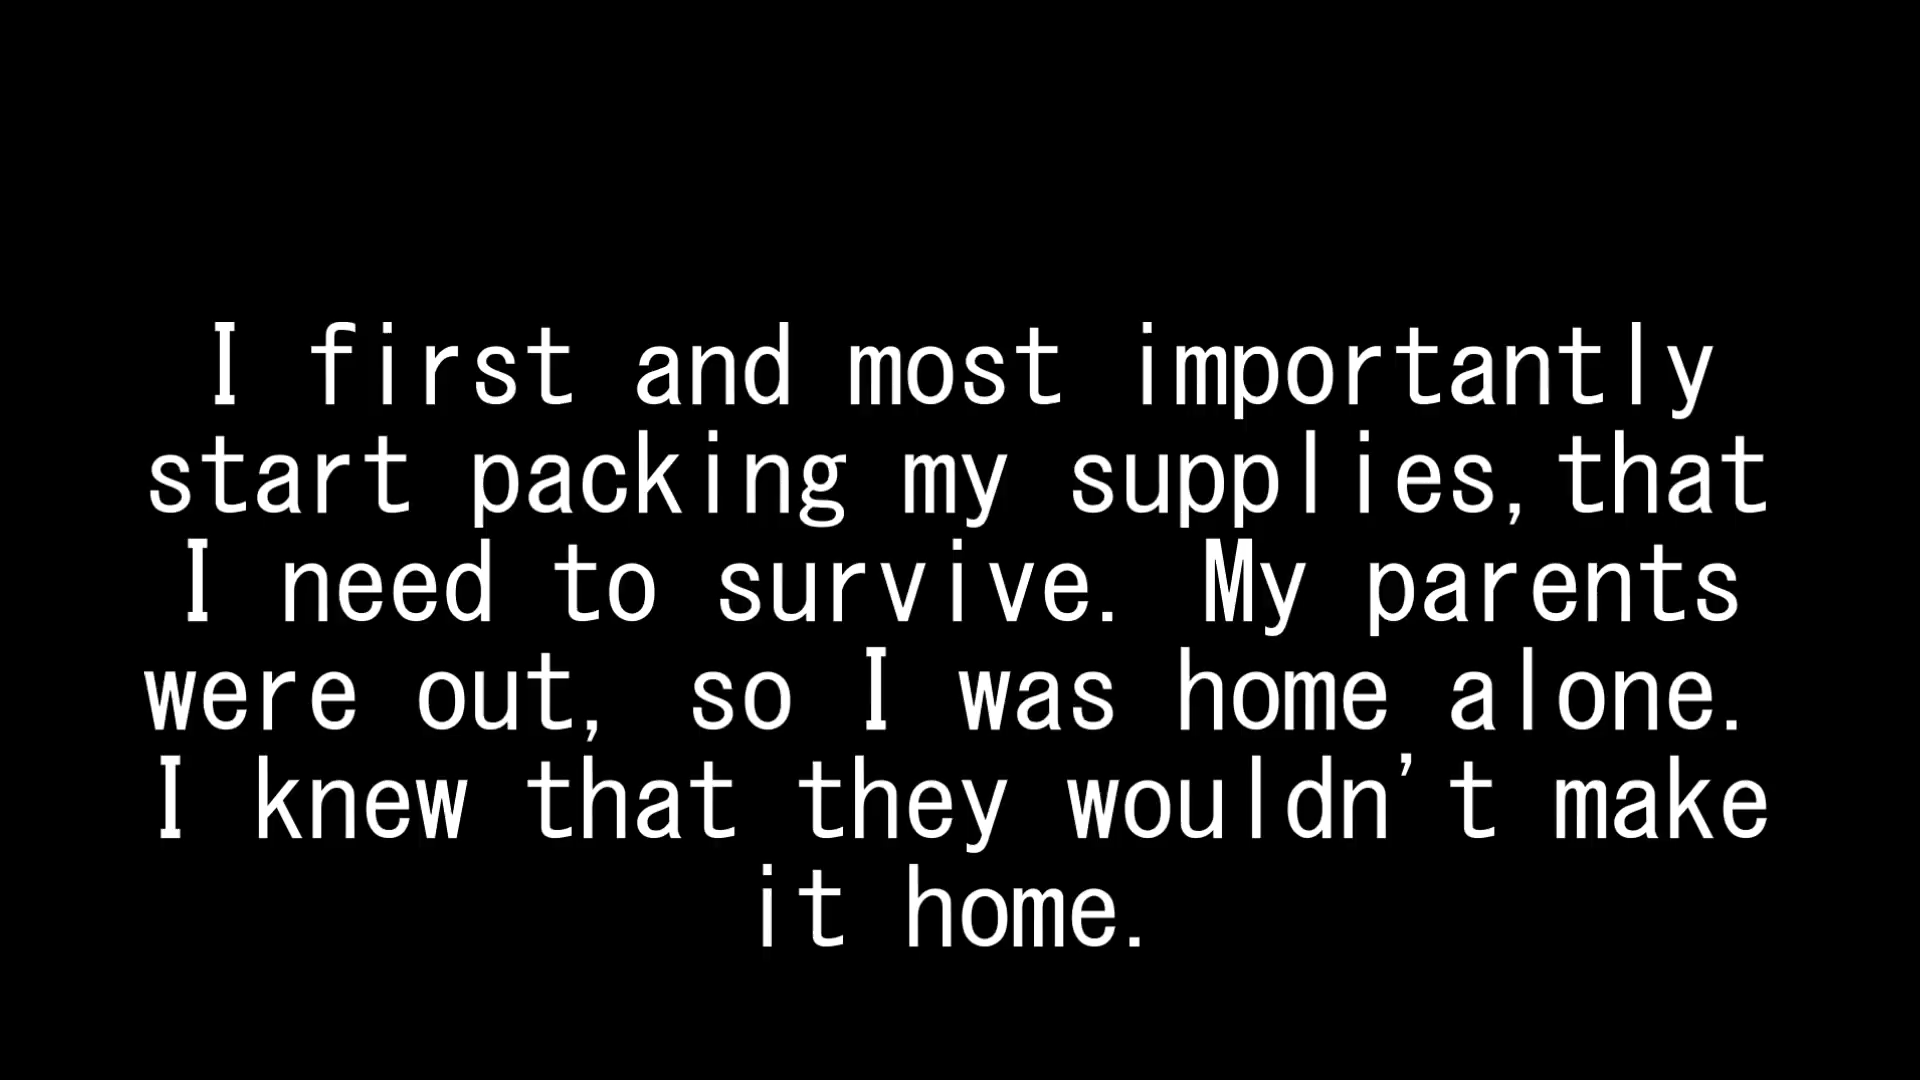 I first and most importantly
start packing my supplies,that
I need to survive. My parents
were out, so I was home alone.
I knew that they wouldn't make
it home.